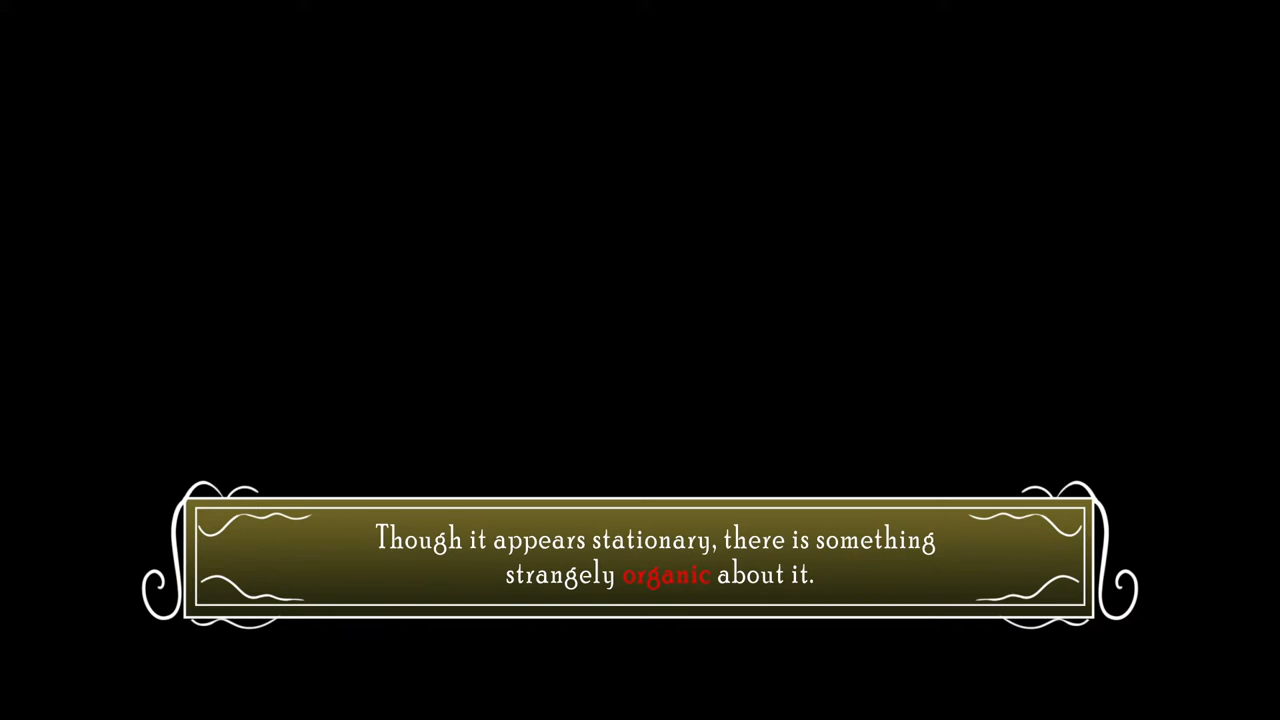 Though it appears stationary, there is something
strangely organic about it.